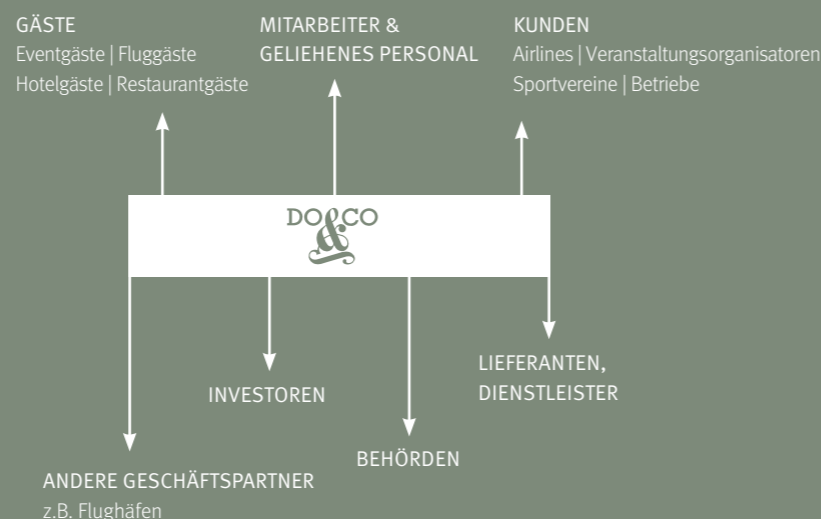 GÄSTE
Eventgäste | Fluggäste
Hotelgäste | Restaurantgäste
MITARBEITER &
GELIEHENES PERSONAL
KUNDEN
Airlines | Veranstaltungsorganisatoren
Sportvereine | Betriebe
DO & CO
LIEFERANTEN,
DIENSTLEISTER
INVESTOREN
BEHÖRDEN
ANDERE GESCHÄFTSPARTNER
z.B. Flughäfen